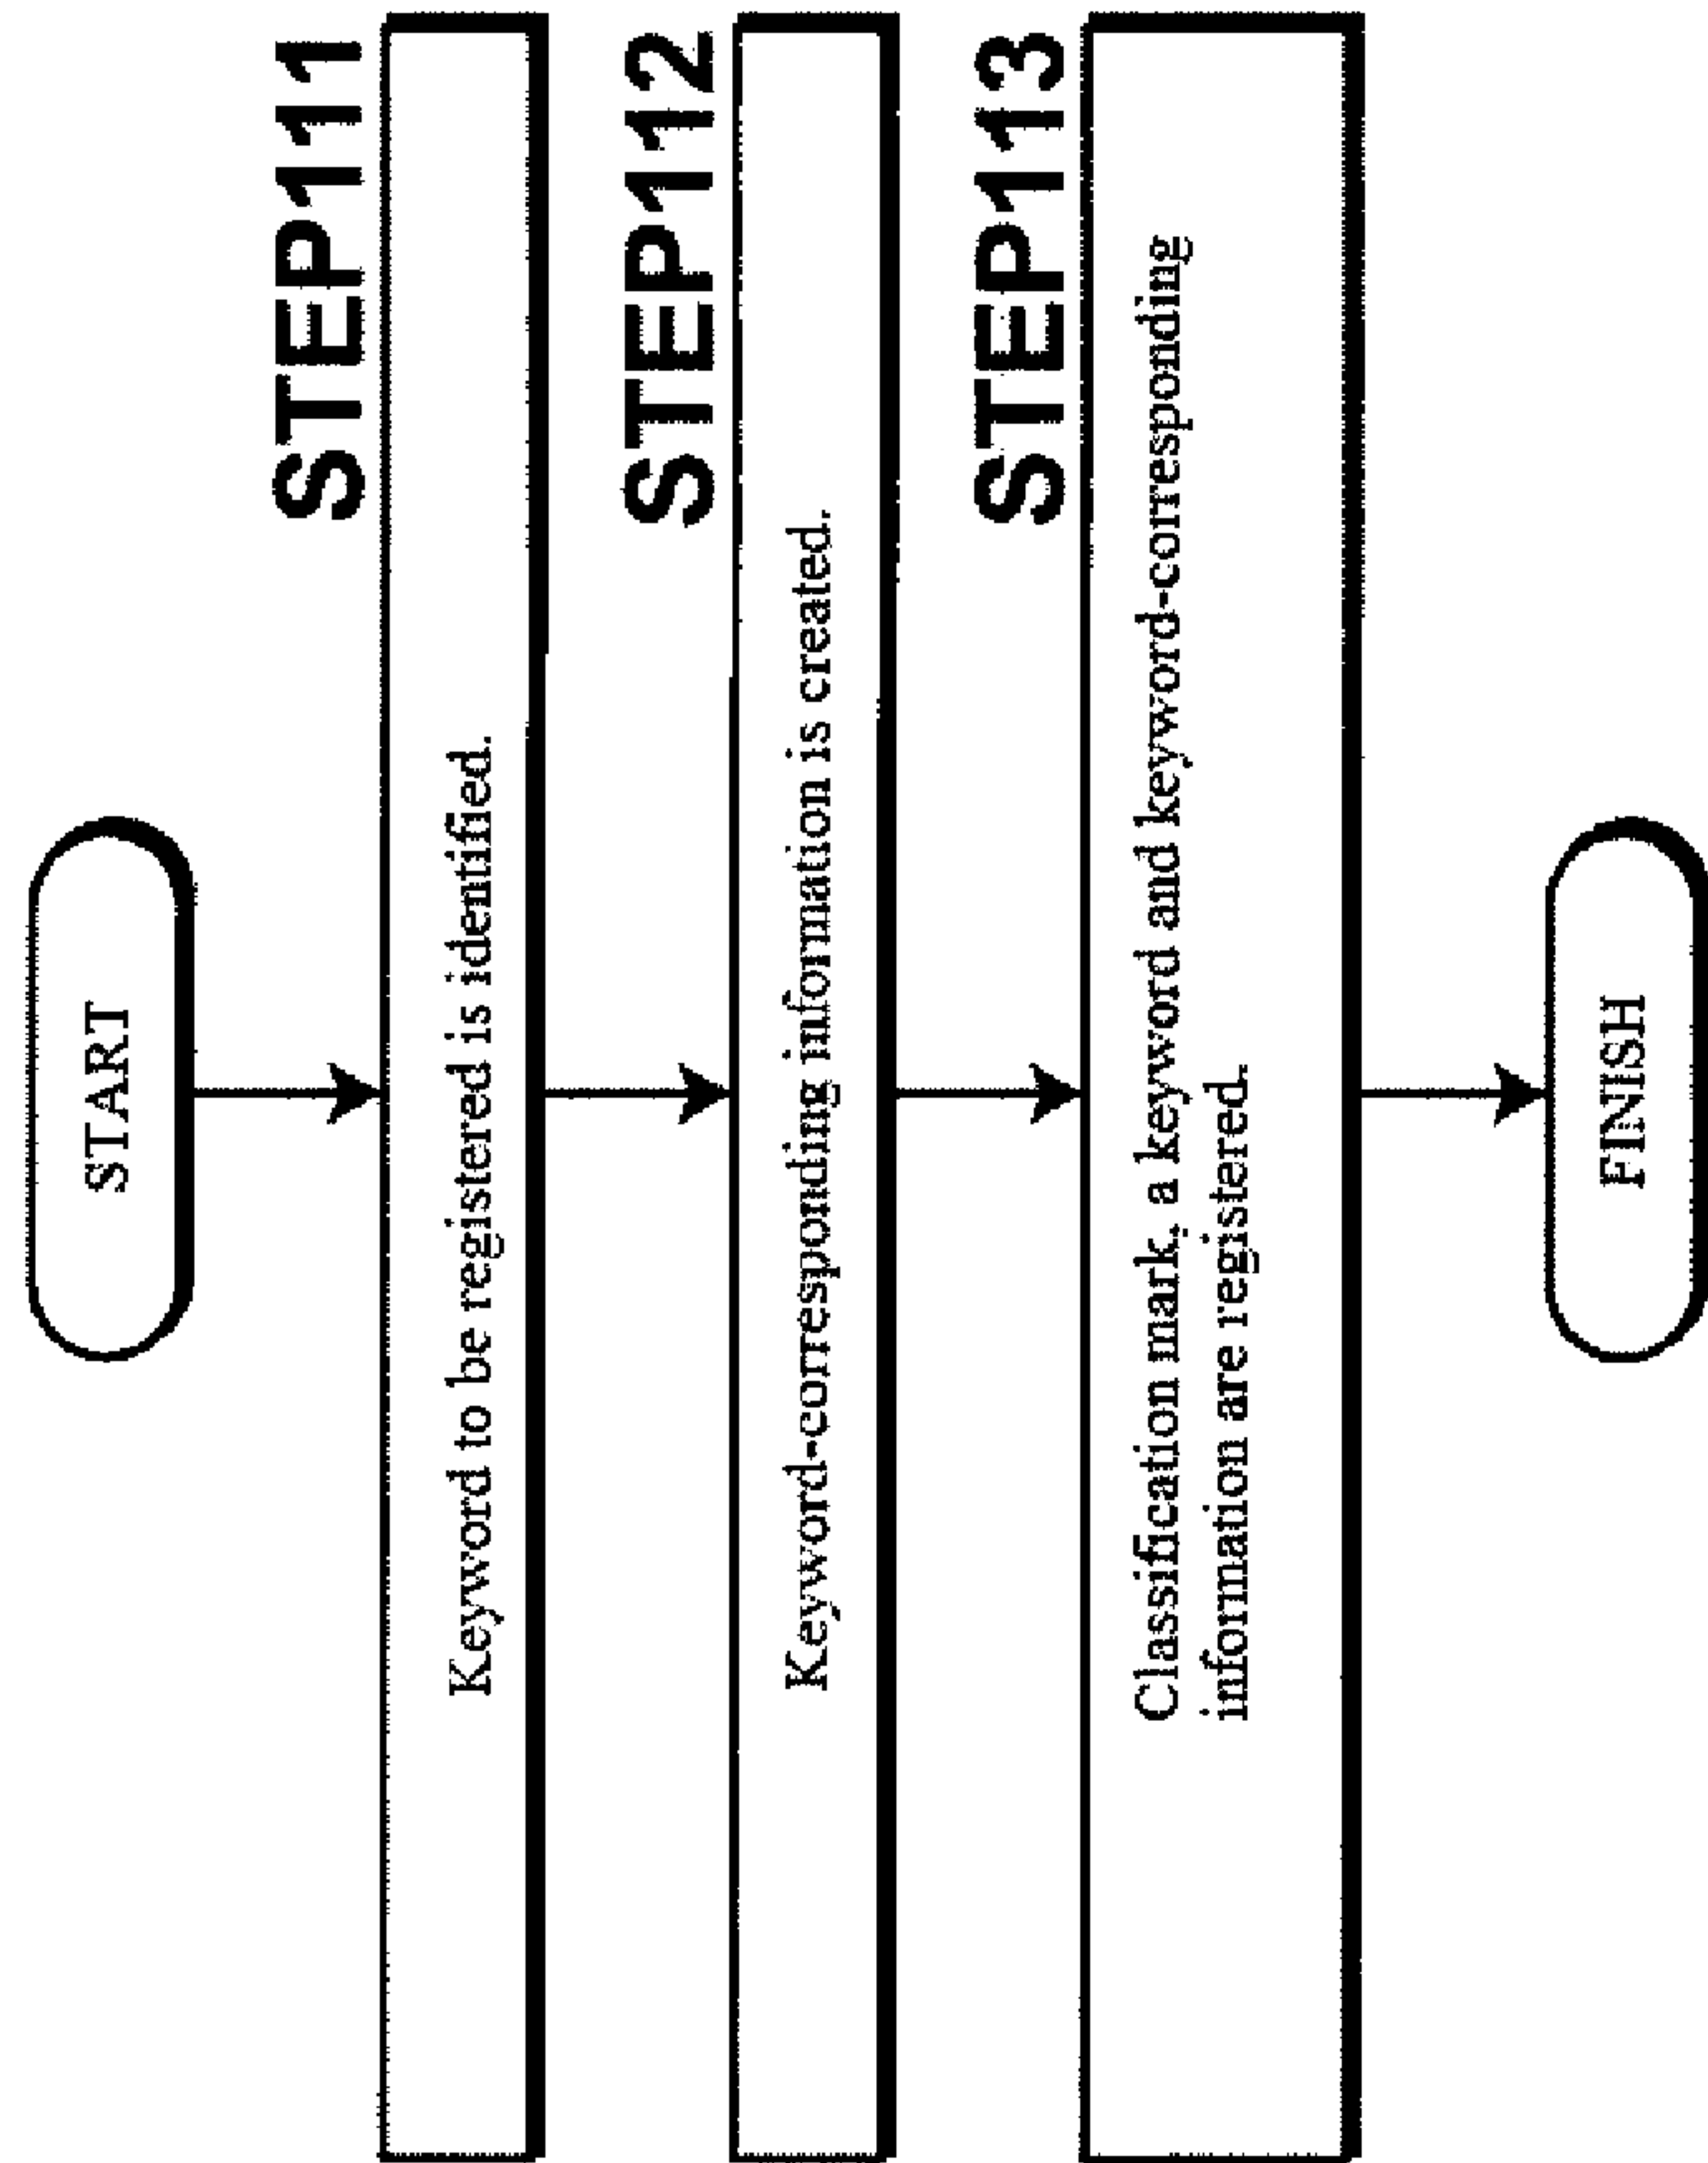 START
STEP111
Keyword to be registered is identified.
STEP112
Keyword-corresponding information is created.
STEP113
Classification mark, a keyword and keyword-corresponding
information are registered.
FINISH